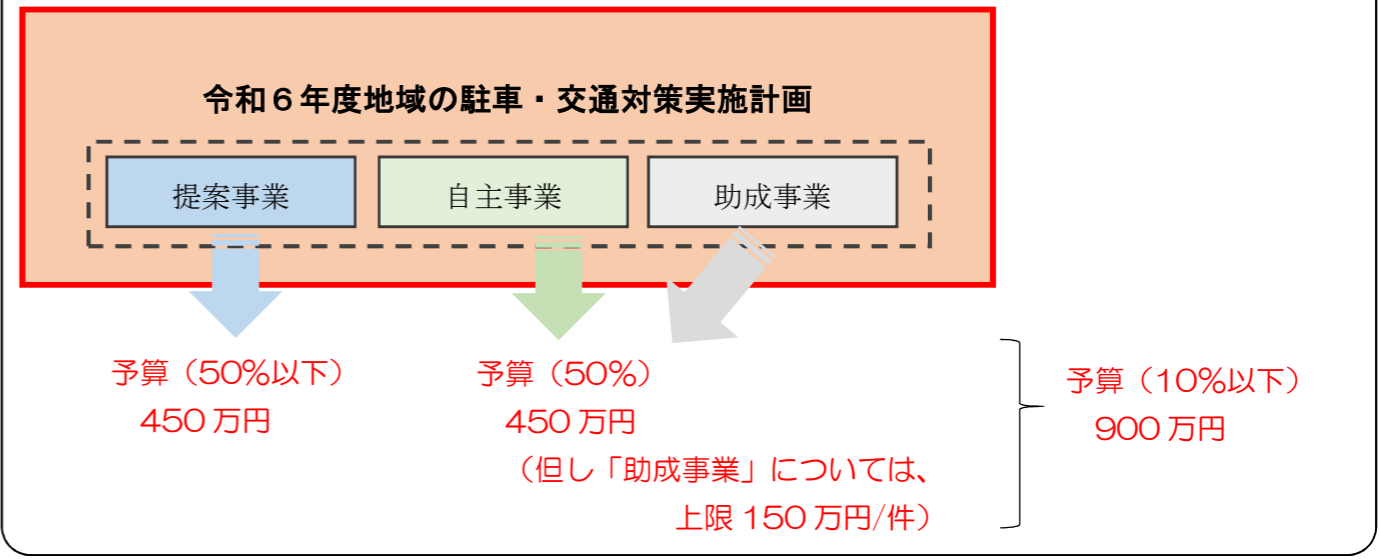 令和６年度地域の駐車・交通対策実施計画
提案事業
自主事業
助成事業
予算（50％以下）
450 万円
予算（50％）
450 万円
（但し「助成事業」については、
上限 150 万円/件）
予算（10％以下）
900 万円